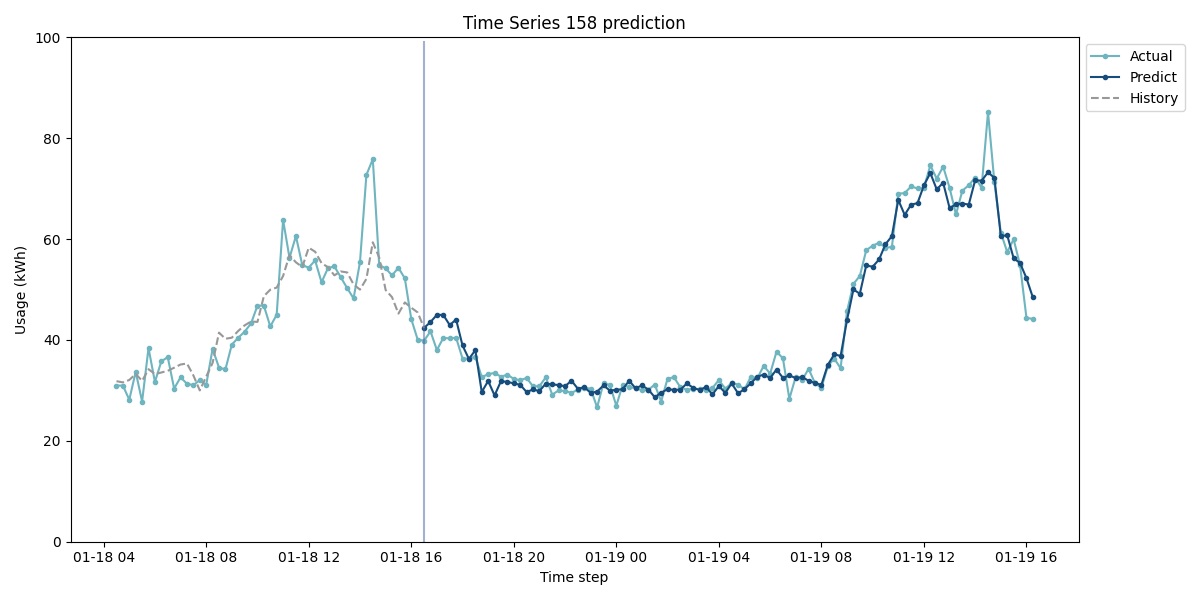 Time Series 158 prediction
100
80
60
40
20
0
Usage (kWh)
01-18 04
01-18 08
01-18 12
01-18 16
01-18 20
01-19 00
01-19 04
01-19 08
01-19 12
01-19 16
Time step
Actual
Predict
History